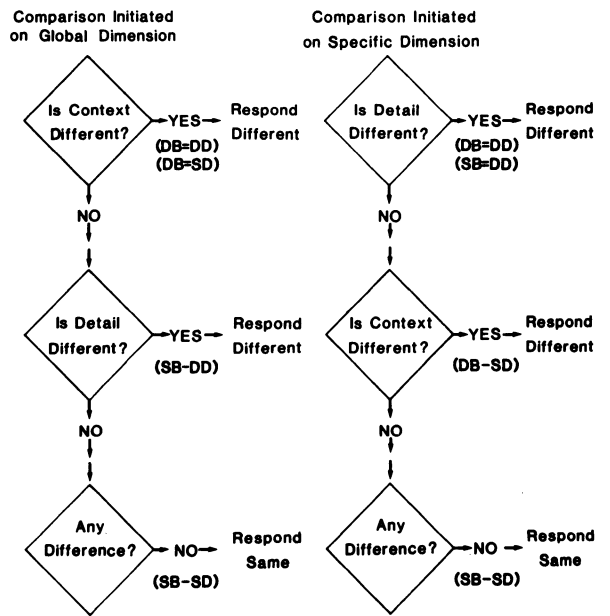 Comparison Initiated
on Global Dimension
Is Context
Different?
YES
Respond
Different
(DB=DD)
(DB=SD)
NO
Is Detail
Different?
YES
Respond
Different
(SB-DD)
NO
Any
Difference?
NO
Respond
Same
(SB-SD)
Comparison Initiated
on Specific Dimension
Is Detail
Different?
YES
Respond
Different
(DB=DD)
(SB=DD)
NO
Is Context
Different?
YES
Respond
Different
(DB-SD)
NO
Any
Difference?
NO
Respond
Same
(SB-SD)